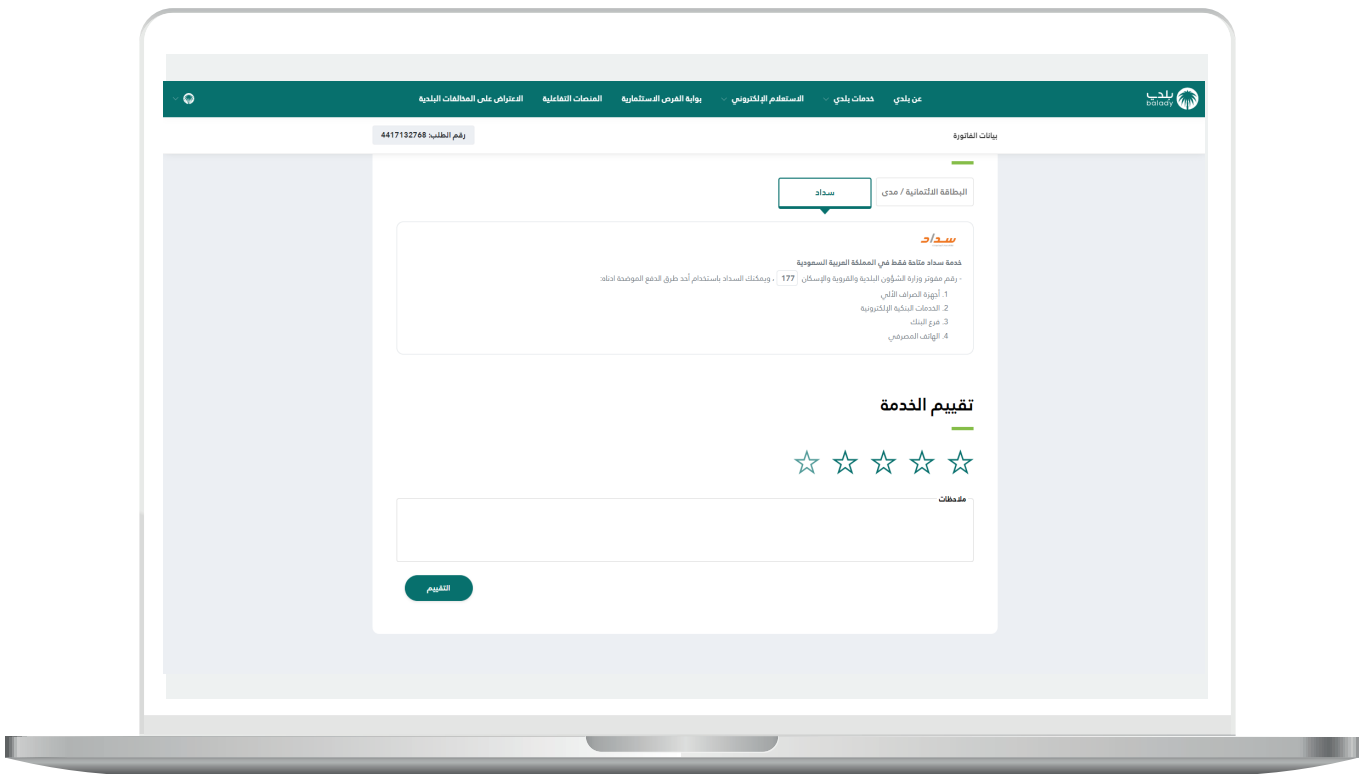 بلدي
balady
عن بلدي
خدمات بلدي
الاستعلام الإلكتروني
بوابة الفرص الاستثمارية
المنصات التفاعلية
الاعتراض على المخالفات البلدية
بيانات الفاتورة
رقم الطلب: 4417132768
البطاقة الائتمانية / مدى
سداد
سداد
خدمة سداد متاحة فقط في المملكة العربية السعودية
- رقم مفوتر وزارة الشؤون البلدية والقروية والإسكان 177 ، ويمكنك السداد باستخدام أحد طرق الدفع الموضحة ادناه:
1. أجهزة الصراف الآلي
2. الخدمات البنكية الإلكترونية
3. فرع البنك
4. الهاتف المصرفي
تقييم الخدمة
ملاحظات
التقييم